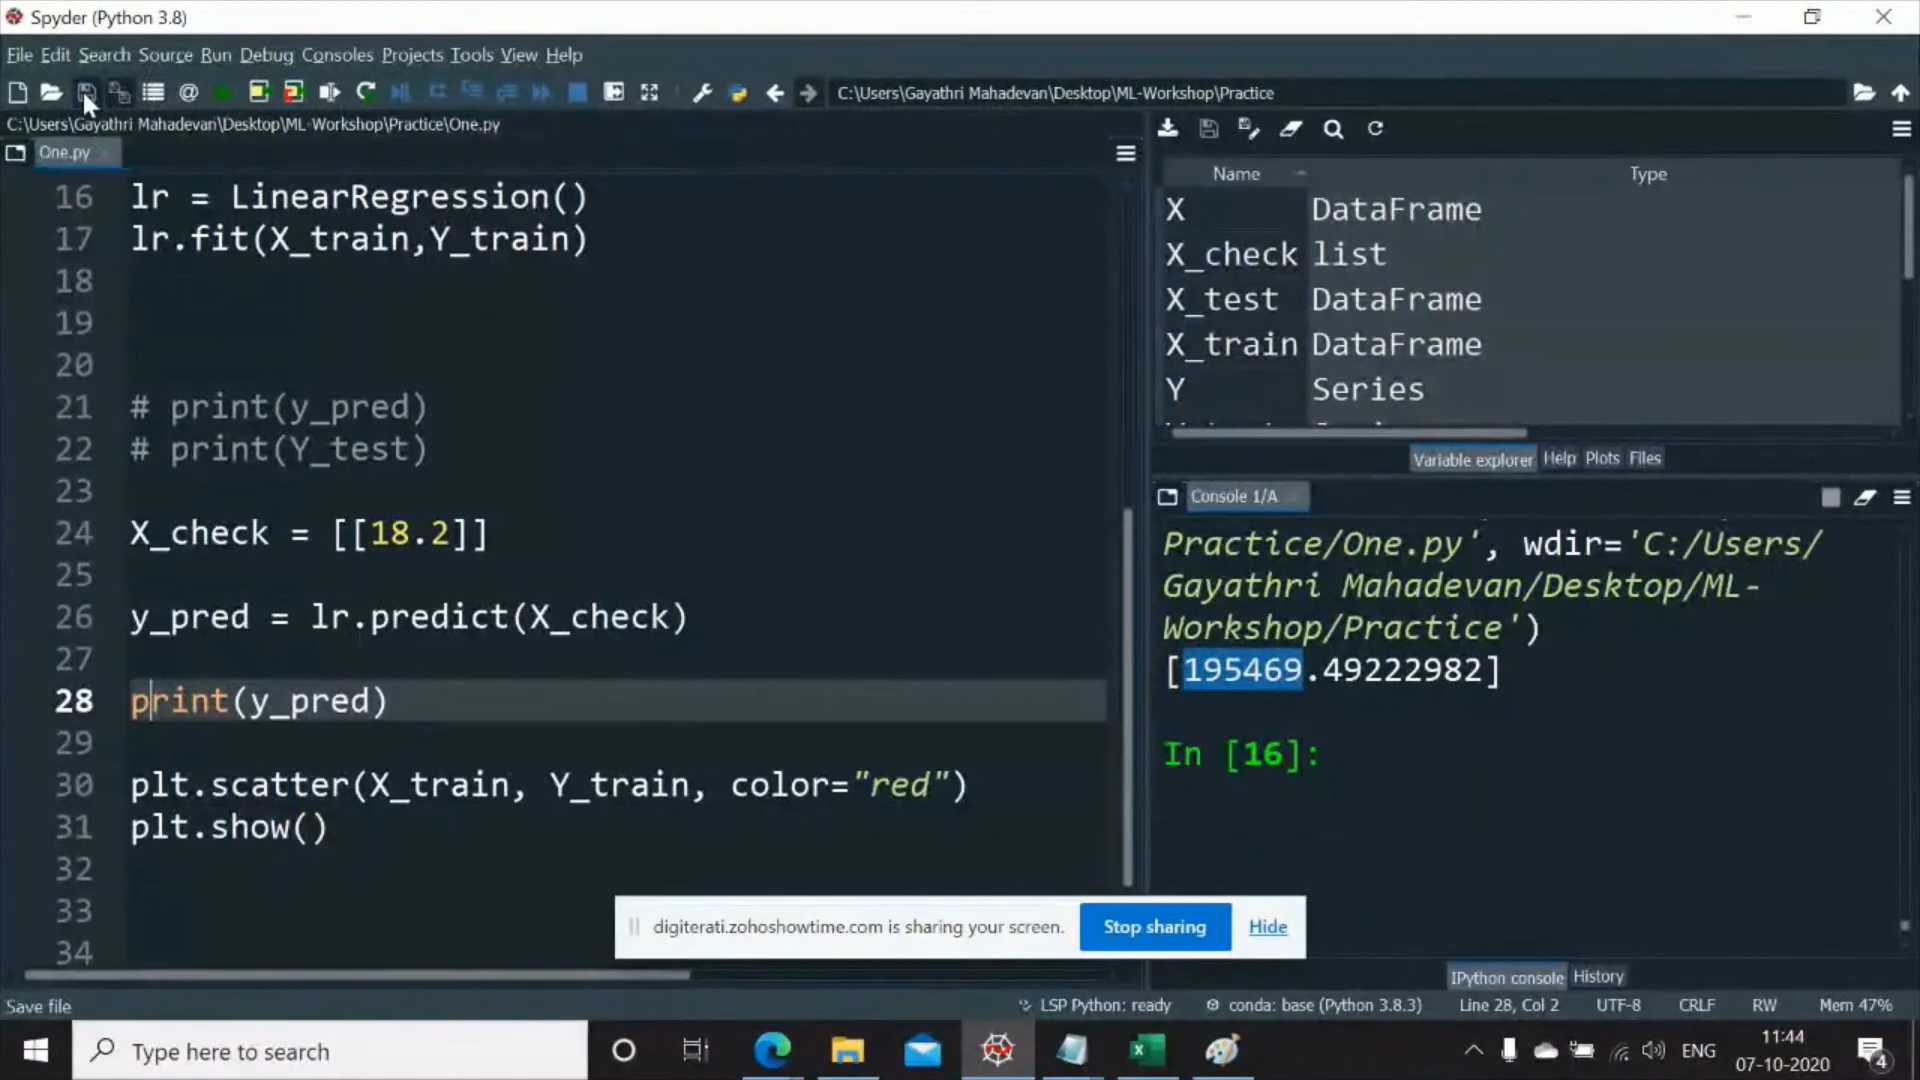 Spyder (Python 3.8)
File Edit Search Source Run Debug Consoles Projects Tools View Help
C:\Users\Gayathri Mahadevan\Desktop\ML-Workshop\Practice
C:\Users\Gayathri Mahadevan\Desktop\ML-Workshop\Practice\One.py
One.py
16 lr = LinearRegression()
17 lr.fit(X_train,Y_train)
18
19
20
21 # print(y_pred)
22 # print(Y_test)
23
24 X_check = [[18.2]]
25
26 y_pred = lr.predict(X_check)
27
28 print(y_pred)
29
30 plt.scatter(X_train, Y_train, color="red")
31 plt.show()
32
33
34
Name Type
X DataFrame
X_check list
X_test DataFrame
X_train DataFrame
Y Series
Variable explorer Help Plots Files
Console 1/A
Practice/One.py', wdir='C:/Users/
Gayathri Mahadevan/Desktop/ML-
Workshop/Practice')
[195469.49222982]
In [16]:
digiterati.zohoshowtime.com is sharing your screen. Stop sharing Hide
IPython console History
Save file LSP Python: ready conda: base (Python 3.8.3) Line 28, Col 2 UTF-8 CRLF RW Mem 47%
Type here to search
ENG
11:44
07-10-2020
4